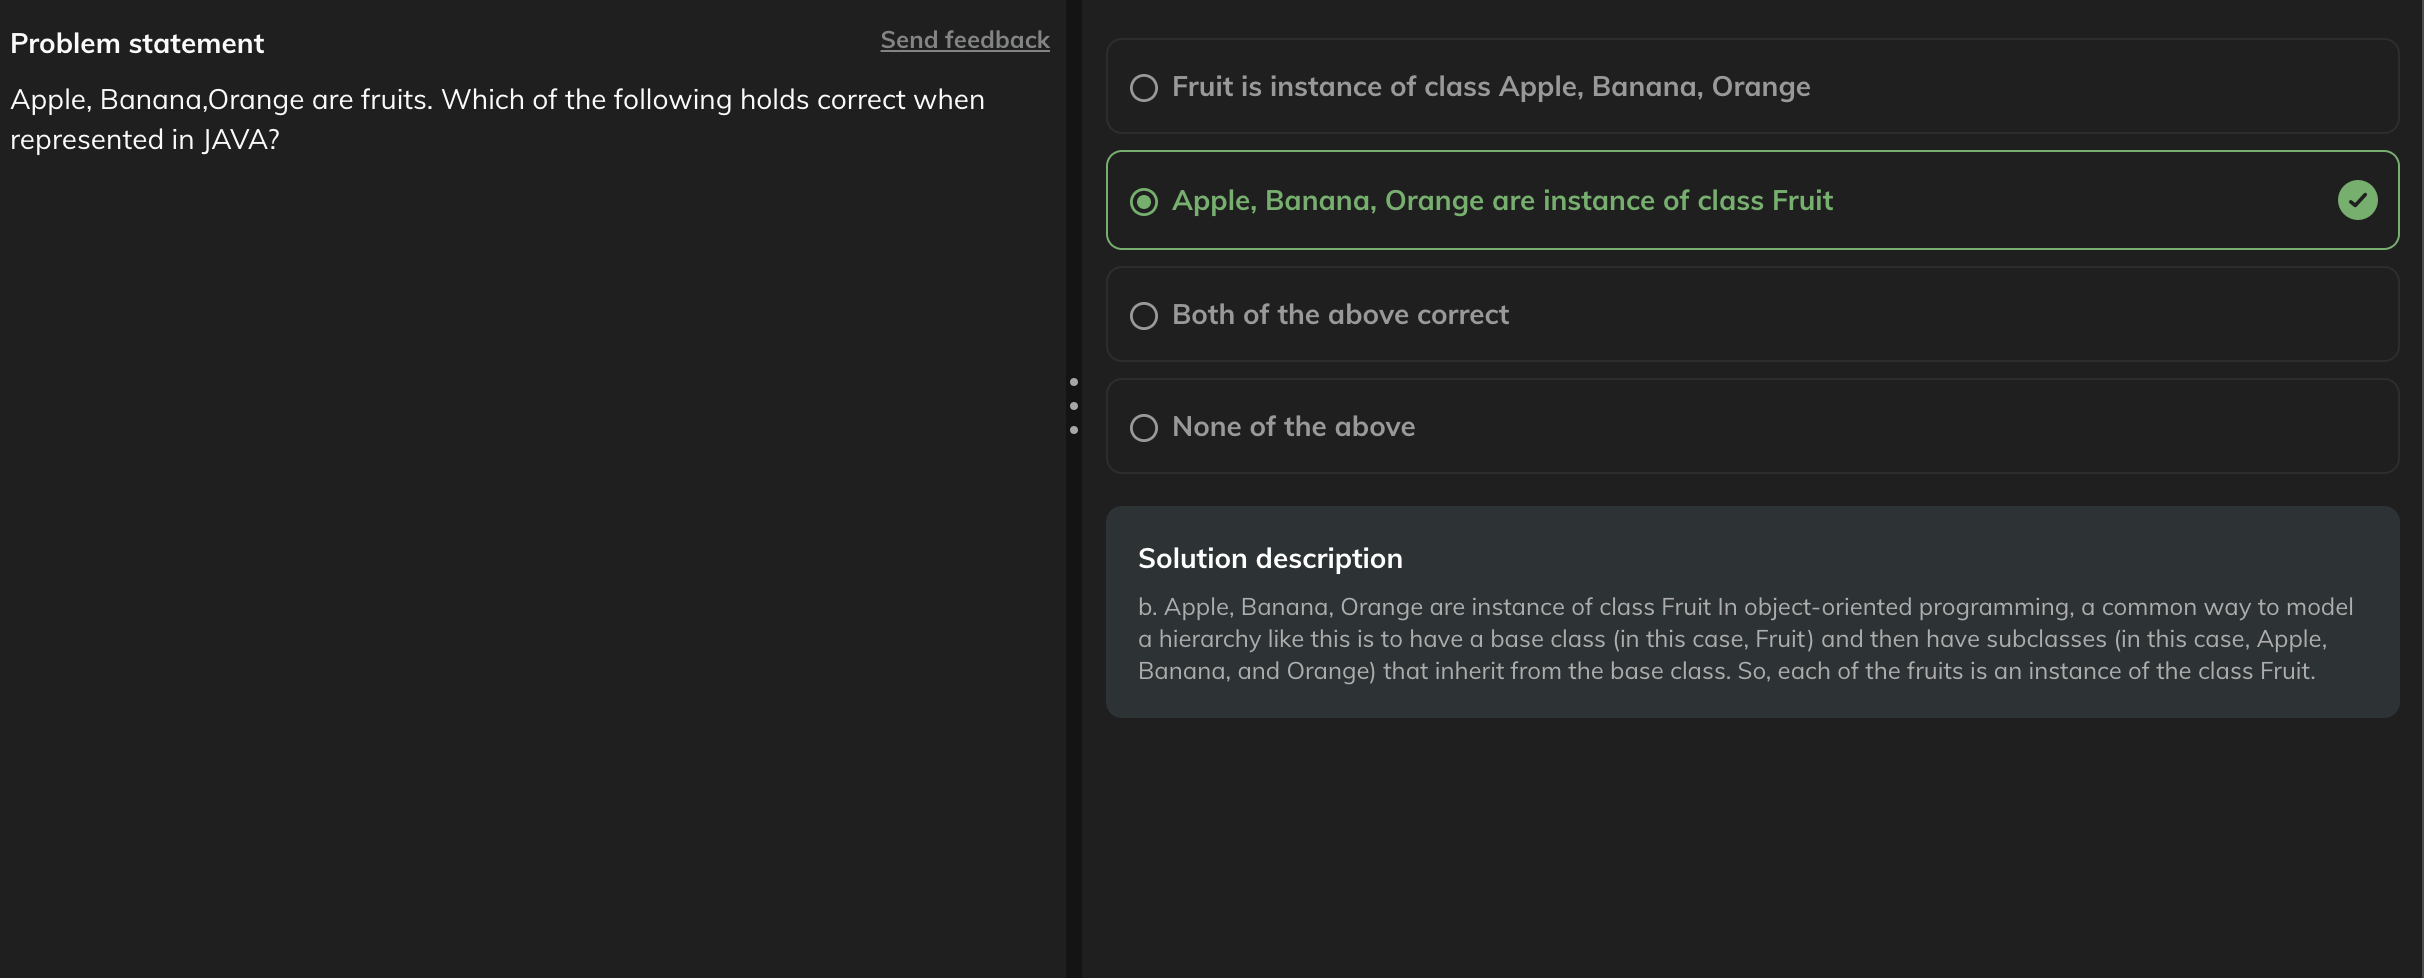 Problem statement
Send feedback
Apple, Banana,Orange are fruits. Which of the following holds correct when
represented in JAVA?
Fruit is instance of class Apple, Banana, Orange
Apple, Banana, Orange are instance of class Fruit
Both of the above correct
None of the above
Solution description
b. Apple, Banana, Orange are instance of class Fruit In object-oriented programming, a common way to model
a hierarchy like this is to have a base class (in this case, Fruit) and then have subclasses (in this case, Apple,
Banana, and Orange) that inherit from the base class. So, each of the fruits is an instance of the class Fruit.